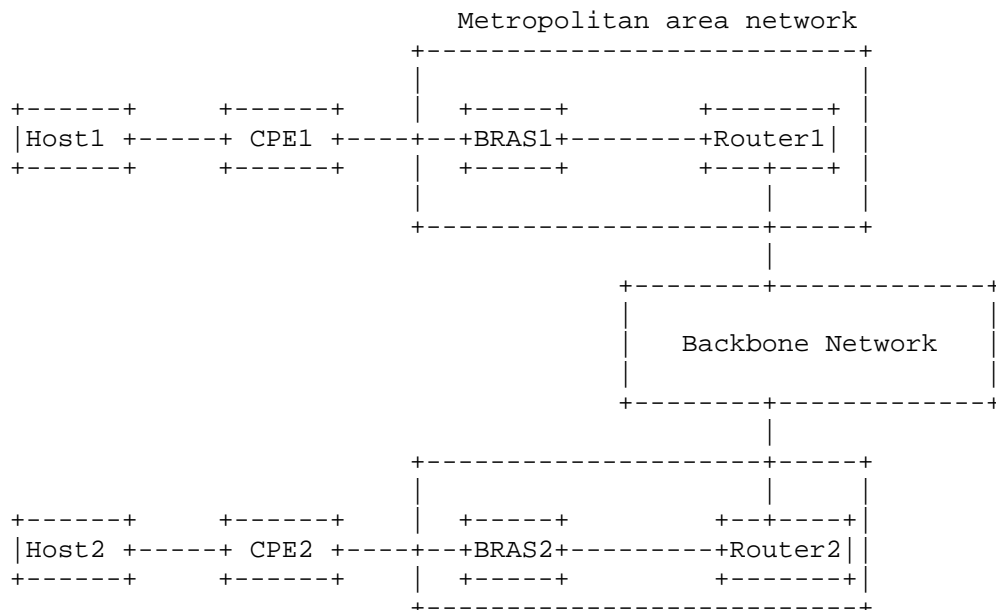 Metropolitan area network
Host1 CPE1 BRAS1 Router1
Backbone Network
Host2 CPE2 BRAS2 Router2